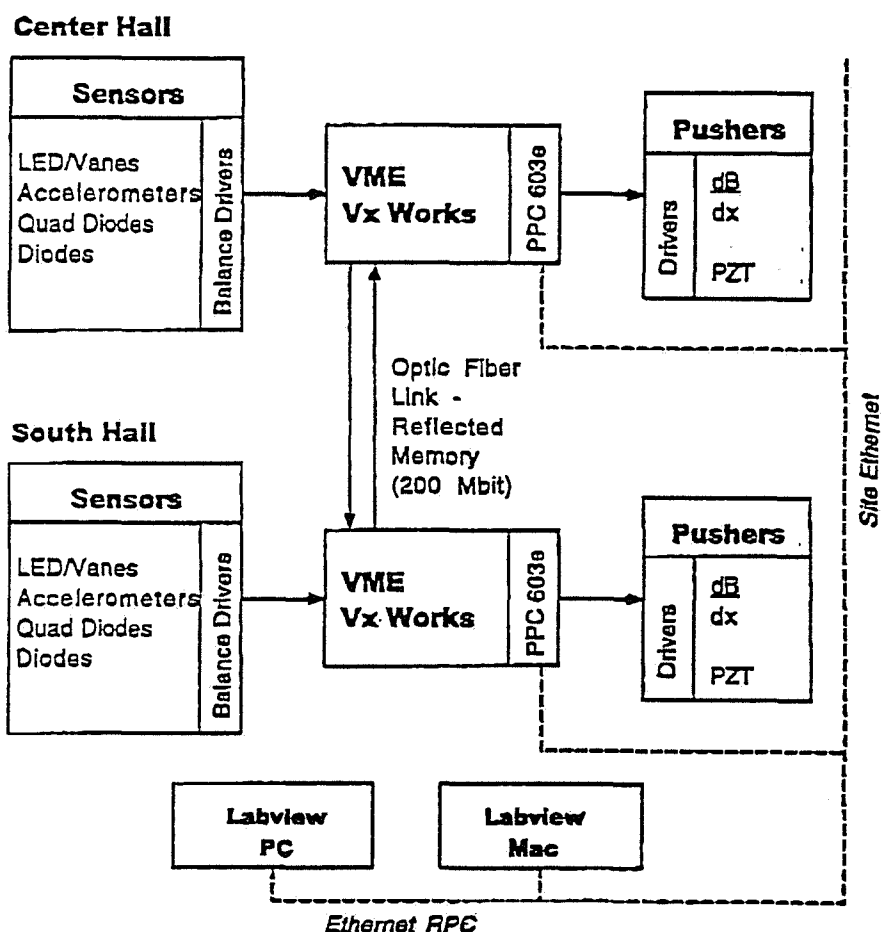 Center Hall
Sensors
LED/Vanes
Accelerometers
Quad Diodes
Diodes
Balance Drivers
VME
Vx Works
PPC 603e
Pushers
Drivers
dB
dx
PZT
Optic Fiber
Link -
Reflected
Memory
(200 Mbit)
Site Ethernet
South Hall
Sensors
LED/Vanes
Accelerometers
Quad Diodes
Diodes
Balance Drivers
VME
Vx Works
PPC 603e
Pushers
Drivers
dB
dx
PZT
Labview
PC
Labview
Mac
Ethernet RPC